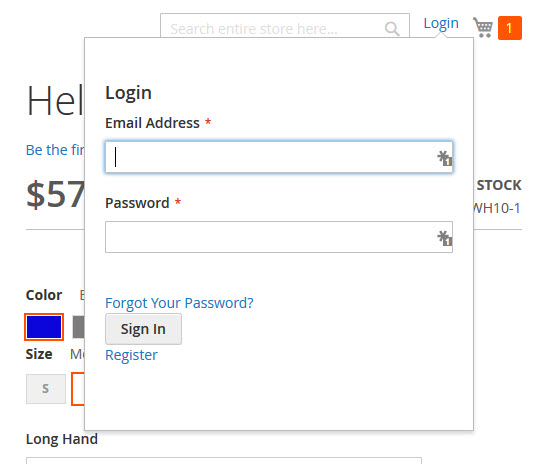 Search entire store here...
Login
1
Login
Email Address *
Password *
Forgot Your Password?
Sign In
Register
Hel
Be the fir
$57
STOCK
WH10-1
Color
Size
S
Long Hand